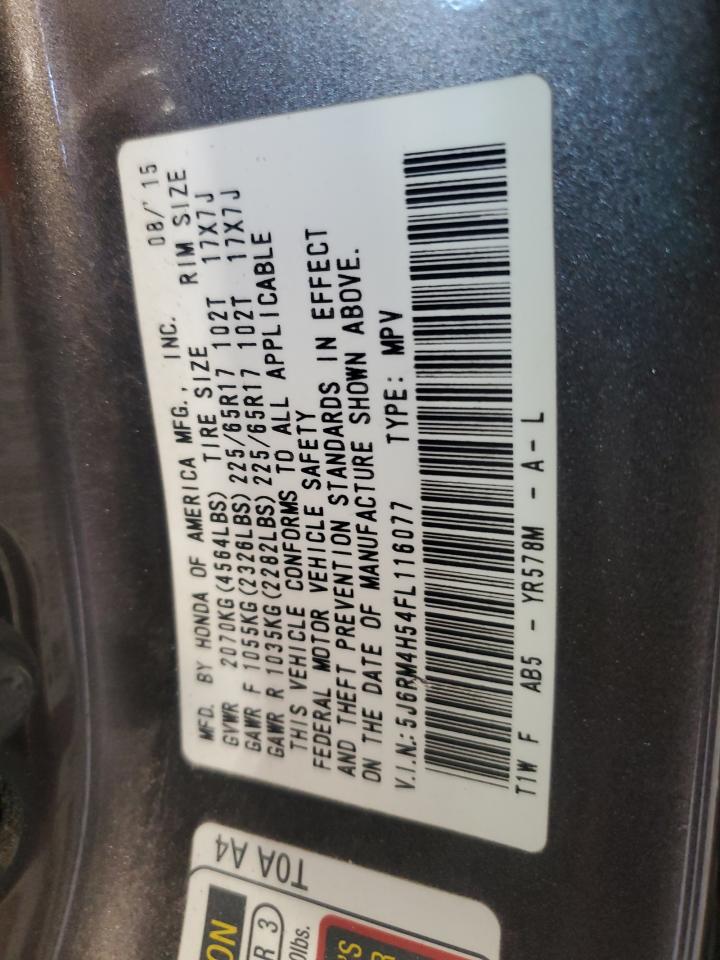 MFD. BY HONDA OF AMERICA MFG., INC. 08/'15
GVWR 2070KG(4564LBS) TIRE SIZE RIM SIZE
GAWR F 1055KG(2326LBS) 225/65R17 102T 17X7J
GAWR R 1035KG(2282LBS) 225/65R17 102T 17X7J
THIS VEHICLE CONFORMS TO ALL APPLICABLE
FEDERAL MOTOR VEHICLE SAFETY
AND THEFT PREVENTION STANDARDS IN EFFECT
ON THE DATE OF MANUFACTURE SHOWN ABOVE.
V.I.N.: 5J6RM4H54FL116077 TYPE: MPV
T1W F AB5 - YR578M - A - L
T0A A4
ON
R 3
0lbs.
'S